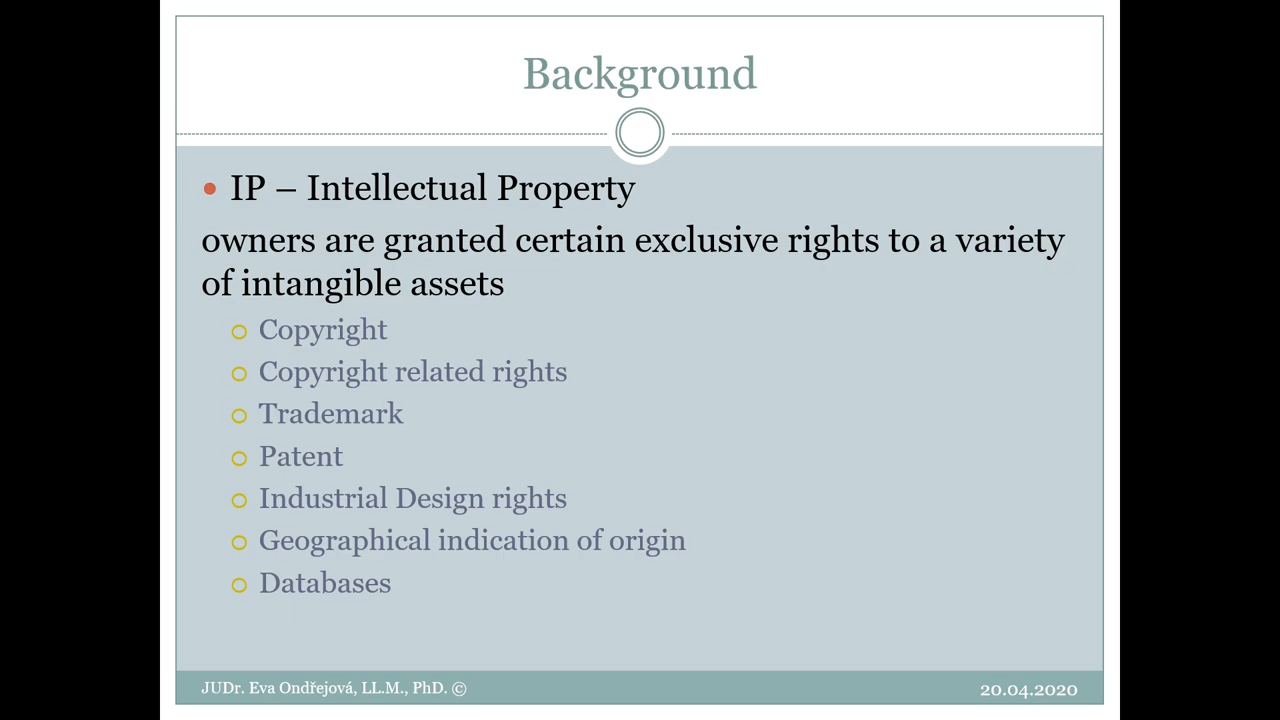 Background
IP – Intellectual Property
owners are granted certain exclusive rights to a variety
of intangible assets
Copyright
Copyright related rights
Trademark
Patent
Industrial Design rights
Geographical indication of origin
Databases
JUDr. Eva Ondřejová, LL.M., PhD. ©
20.04.2020